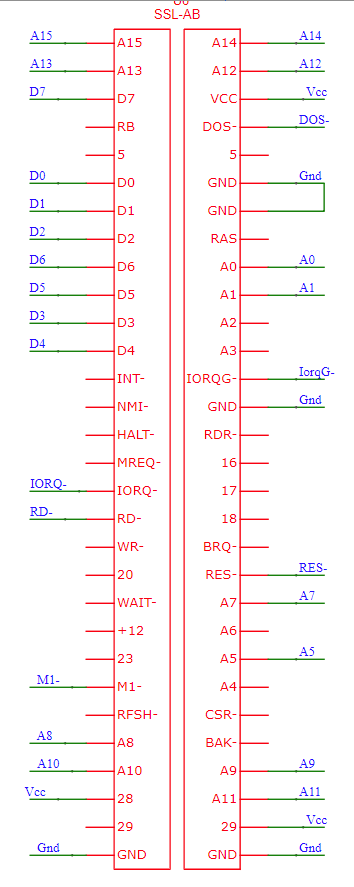 SSL-AB
A15 A15 A14 A14
A13 A13 A12 A12
D7 D7 VCC Vcc
RB DOS- DOS-
5 5
D0 D0 GND Gnd
D1 D1 GND
D2 D2 RAS
D6 D6 A0 A0
D5 D5 A1 A1
D3 D3 A2
D4 D4 A3
INT- IORQG- IorqG-
NMI- GND Gnd
HALT- RDR-
MREQ- 16
IORQ- IORQ- 17
RD- RD- 18
WR- BRQ-
20 RES- RES-
WAIT- A7 A7
+12 A6
23 A5 A5
M1- M1- A4
RFSH- CSR-
A8 A8 BAK-
A10 A10 A9 A9
Vcc 28 A11 A11
29 29 Vcc
Gnd GND GND Gnd